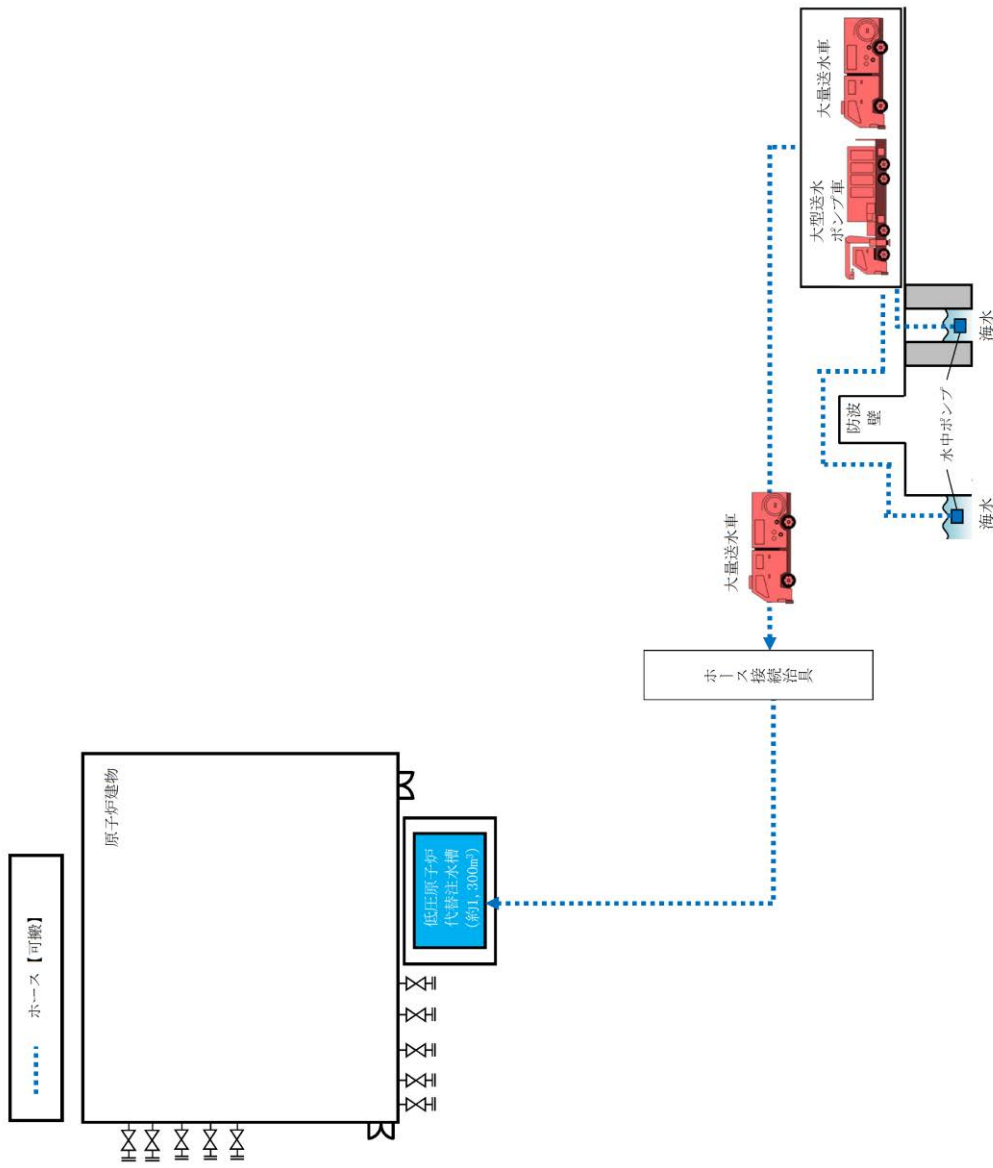 ホース【可搬】
原子炉建物
低圧原子炉
代替注水槽
(約1,300m³)
ホース接続治具
大量送水車
防波
壁
大型送水
ポンプ車
大量送水車
水中ポンプ
海水
海水